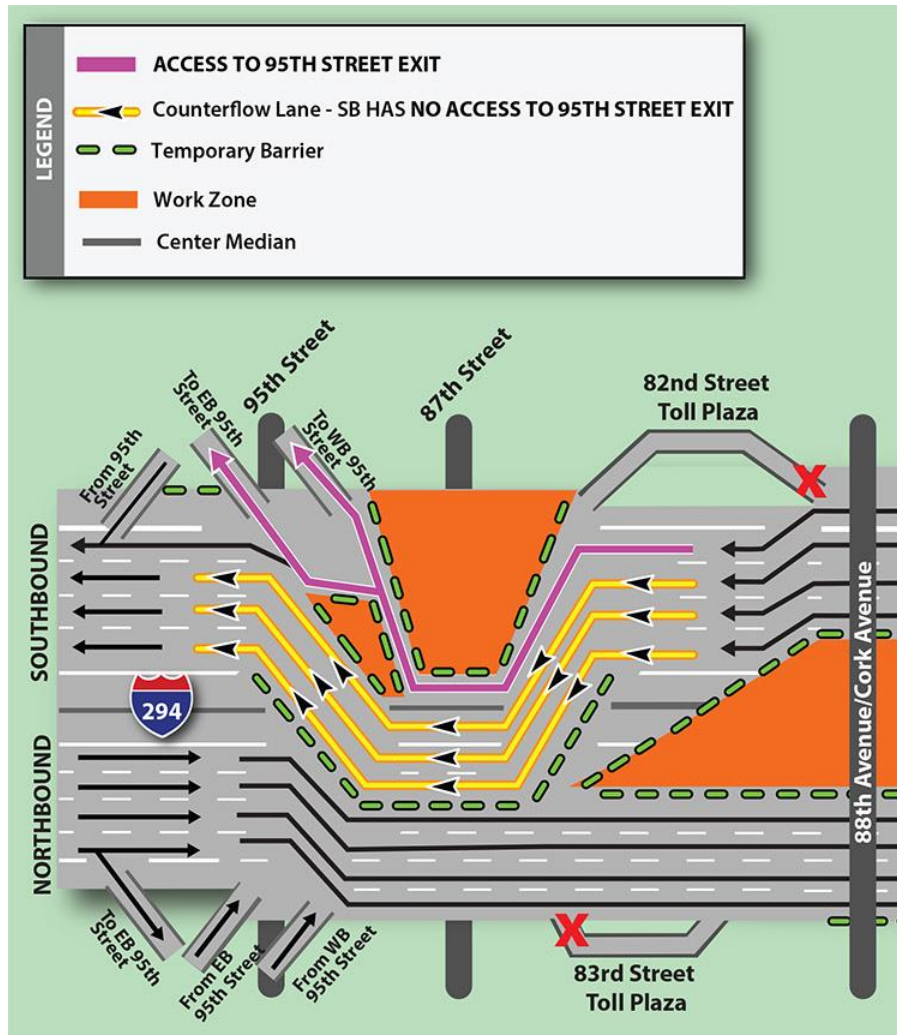 LEGEND
ACCESS TO 95TH STREET EXIT
Counterflow Lane - SB HAS NO ACCESS TO 95TH STREET EXIT
Temporary Barrier
Work Zone
Center Median
From 95th
Street
To EB 95th
Street
95th Street
To WB 95th
Street
87th Street
82nd Street
Toll Plaza
X
SOUTHBOUND
294
NORTHBOUND
88th Avenue/Cork Avenue
To EB 95th
Street
From EB
95th Street
From WB
95th Street
X
83rd Street
Toll Plaza